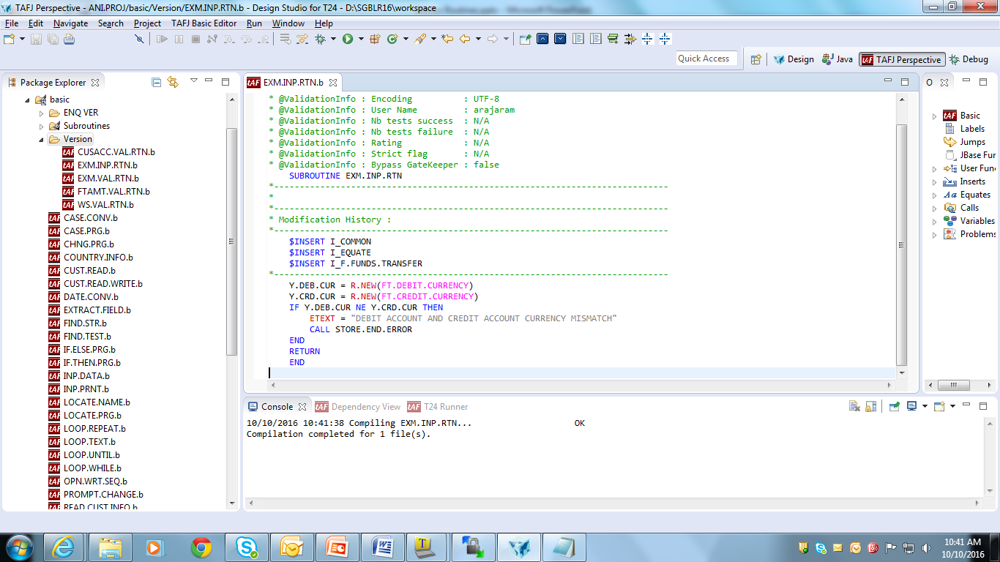 TAFJ Perspective - ANI.PROJ/basic/Version/EXM.INP.RTN.b - Design Studio for T24 - D:\SGBLR16\workspace
File Edit Navigate Search Project TAFJ Basic Editor Run Window Help
Quick Access
Design
Java
TAFJ Perspective
Debug
Package Explorer
basic
ENQ VER
Subroutines
Version
CUSACC.VAL.RTN.b
EXM.INP.RTN.b
EXM.VAL.RTN.b
FTAMT.VAL.RTN.b
WS.VAL.RTN.b
CASE.CONV.b
CASE.PRG.b
CHNG.PRG.b
COUNTRY.INFO.b
CUST.READ.b
CUST.READ.WRITE.b
DATE.CONV.b
EXTRACT.FIELD.b
FIND.STR.b
FIND.TEST.b
IF.ELSE.PRG.b
IF.THEN.PRG.b
INP.DATA.b
INP.PRNT.b
LOCATE.NAME.b
LOCATE.PRG.b
LOOP.REPEAT.b
LOOP.TEXT.b
LOOP.UNTIL.b
LOOP.WHILE.b
OPN.WRT.SEQ.b
PROMPT.CHANGE.b
READ.CUST.INFO.b
EXM.INP.RTN.b
* @ValidationInfo : Encoding          : UTF-8
* @ValidationInfo : User Name         : arajaram
* @ValidationInfo : Nb tests success  : N/A
* @ValidationInfo : Nb tests failure  : N/A
* @ValidationInfo : Rating            : N/A
* @ValidationInfo : Strict flag       : N/A
* @ValidationInfo : Bypass GateKeeper : false
SUBROUTINE EXM.INP.RTN
*-----------------------------------------------------------------------------
*
*-----------------------------------------------------------------------------
* Modification History :
*-----------------------------------------------------------------------------
$INSERT I_COMMON
$INSERT I_EQUATE
$INSERT I_F.FUNDS.TRANSFER
*-----------------------------------------------------------------------------
Y.DEB.CUR = R.NEW(FT.DEBIT.CURRENCY)
Y.CRD.CUR = R.NEW(FT.CREDIT.CURRENCY)
IF Y.DEB.CUR NE Y.CRD.CUR THEN
ETEXT = "DEBIT ACCOUNT AND CREDIT ACCOUNT CURRENCY MISMATCH"
CALL STORE.END.ERROR
END
RETURN
END
O
Basic
Labels
Jumps
JBase Fur
User Func
Inserts
Equates
Calls
Variables
Problems
Console
Dependency View
T24 Runner
10/10/2016 10:41:38 Compiling EXM.INP.RTN...                    OK
Compilation completed for 1 file(s).
10:41 AM
10/10/2016